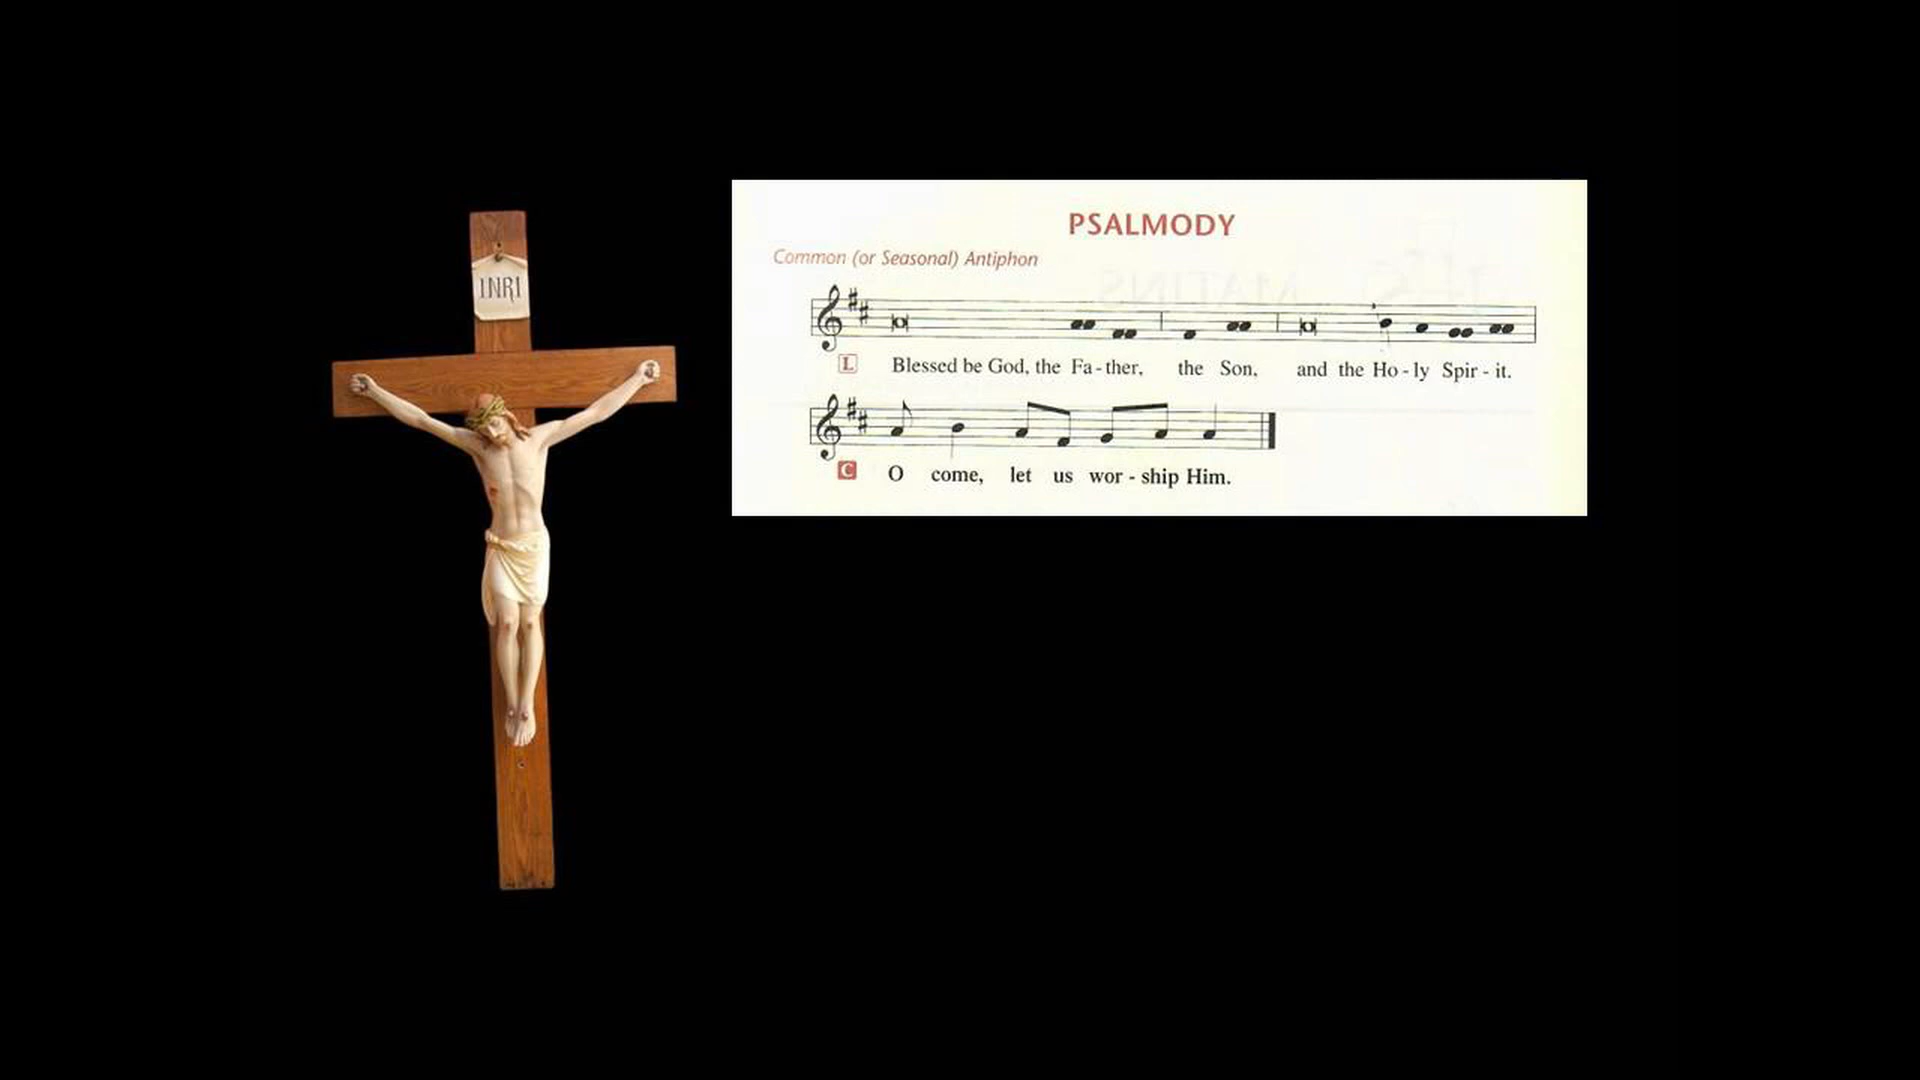 INRI
PSALMODY
Common (or Seasonal) Antiphon
L Blessed be God, the Fa - ther, the Son, and the Ho - ly Spir - it.
C O come, let us wor - ship Him.
MATINS